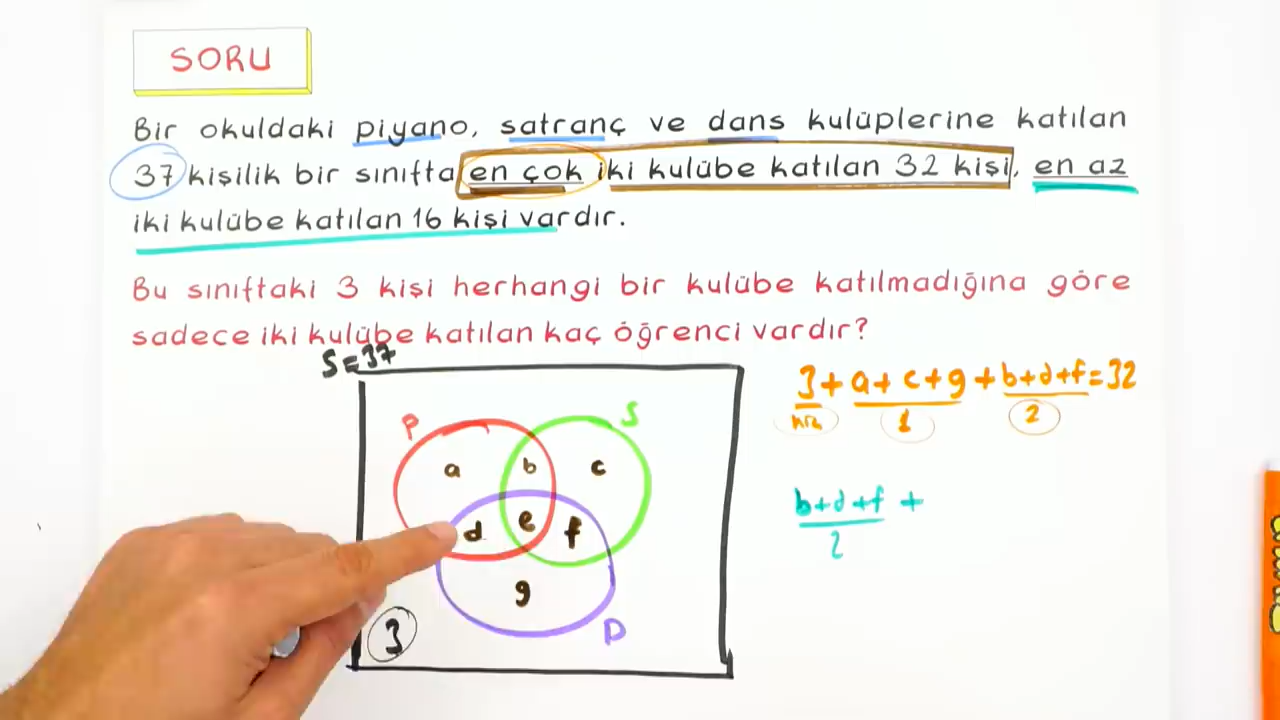 SORU
Bir okuldaki piyano, satranç ve dans kulüplerine katılan
37 kişilik bir sınıfta en çok iki kulübe katılan 32 kişi, en az
iki kulübe katılan 16 kişi vardır.
Bu sınıftaki 3 kişi herhangi bir kulübe katılmadığına göre
sadece iki kulübe katılan kaç öğrenci vardır?
S=37
P
S
a
b
c
d
e
f
g
3
D
3+a+c+g+b+d+f=32
1
2
b+d+f +
2